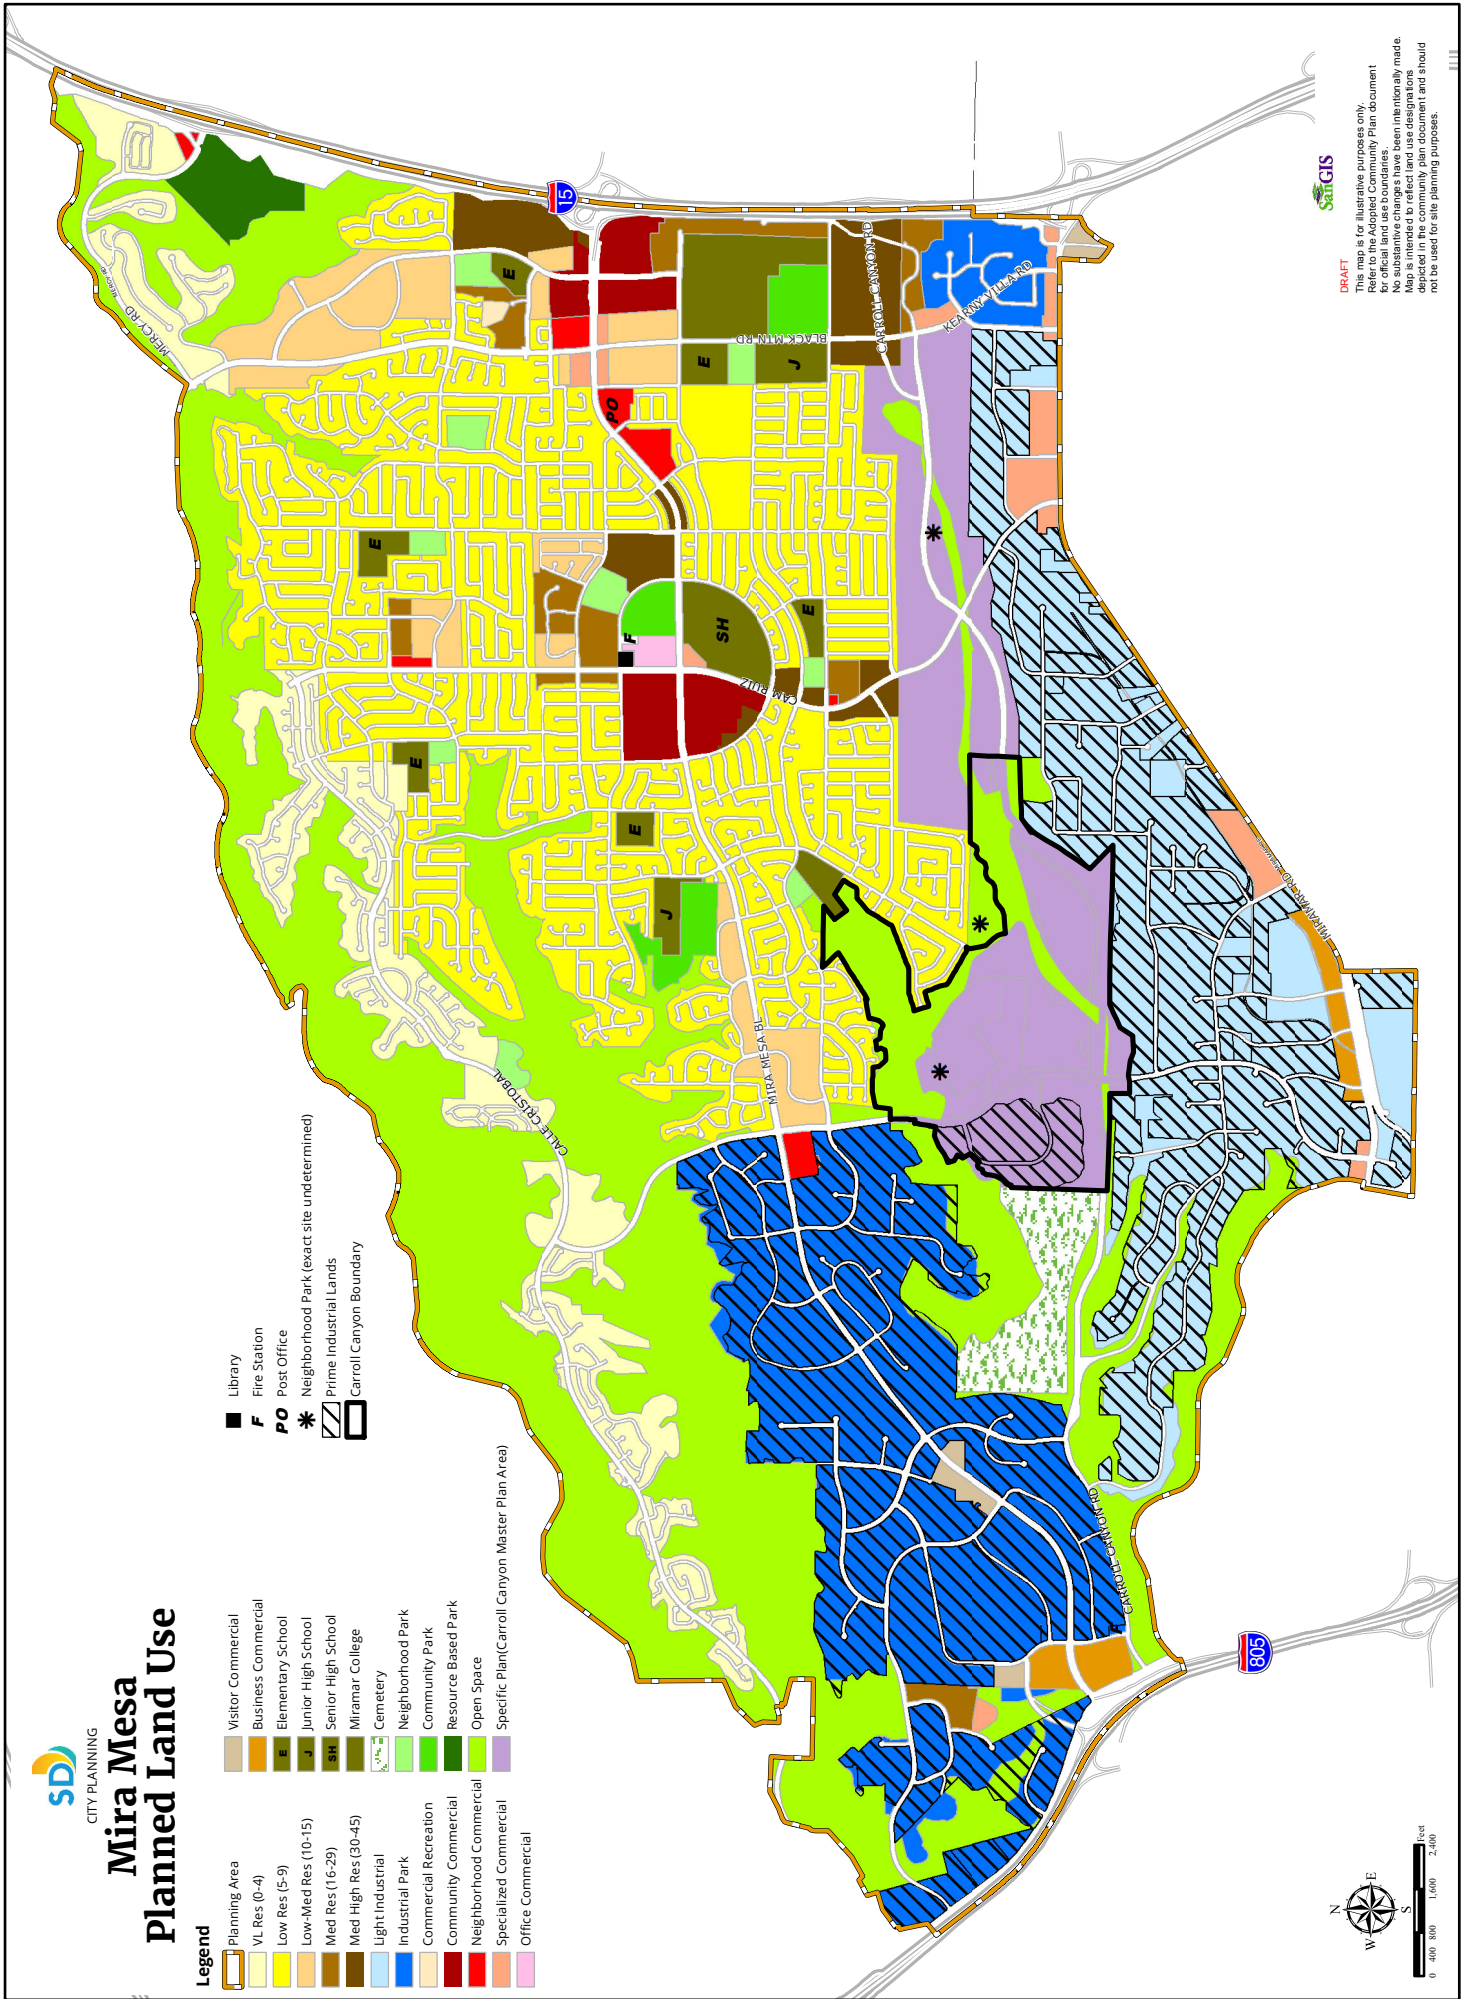 SD
CITY PLANNING
Mira Mesa
Planned Land Use
Legend
Planning Area
VL Res (0-4)
Low Res (5-9)
Low-Med Res (10-15)
Med Res (16-29)
Med High Res (30-45)
Light Industrial
Industrial Park
Commercial Recreation
Community Commercial
Neighborhood Commercial
Specialized Commercial
Office Commercial
Visitor Commercial
Business Commercial
E Elementary School
J Junior High School
SH Senior High School
Miramar College
Cemetery
Neighborhood Park
Community Park
Resource Based Park
Open Space
Specific Plan(Carroll Canyon Master Plan Area)
Library
F Fire Station
PO Post Office
Neighborhood Park (exact site undetermined)
Prime Industrial Lands
Carroll Canyon Boundary
MERCY RD
MERCY RD
15
E
BLACK MTN RD
CARROLL CANYON RD
KEARNY VILLA RD
E
J
PO
E
F
SH
E
CAM RUIZ
E
E
J
MIRA MESA BL
CALLE CRISTOBAL
MIRAMAR RD
CARROLL CANYON RD
F
805
N
W
E
S
0 400 800 1,600 2,400
Feet
SanGIS
DRAFT
This map is for illustrative purposes only.
Refer to the Adopted Community Plan document
for official land use boundaries.
No substantive changes have been intentionally made.
Map is intended to reflect land use designations
depicted in the community plan document and should
not be used for site planning purposes.